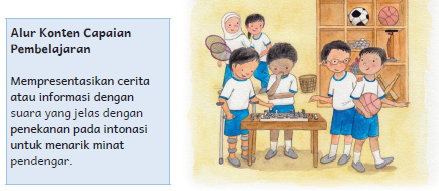 Alur Konten Capaian
Pembelajaran
Mempresentasikan cerita
atau informasi dengan
suara yang jelas dengan
penekanan pada intonasi
untuk menarik minat
pendengar.